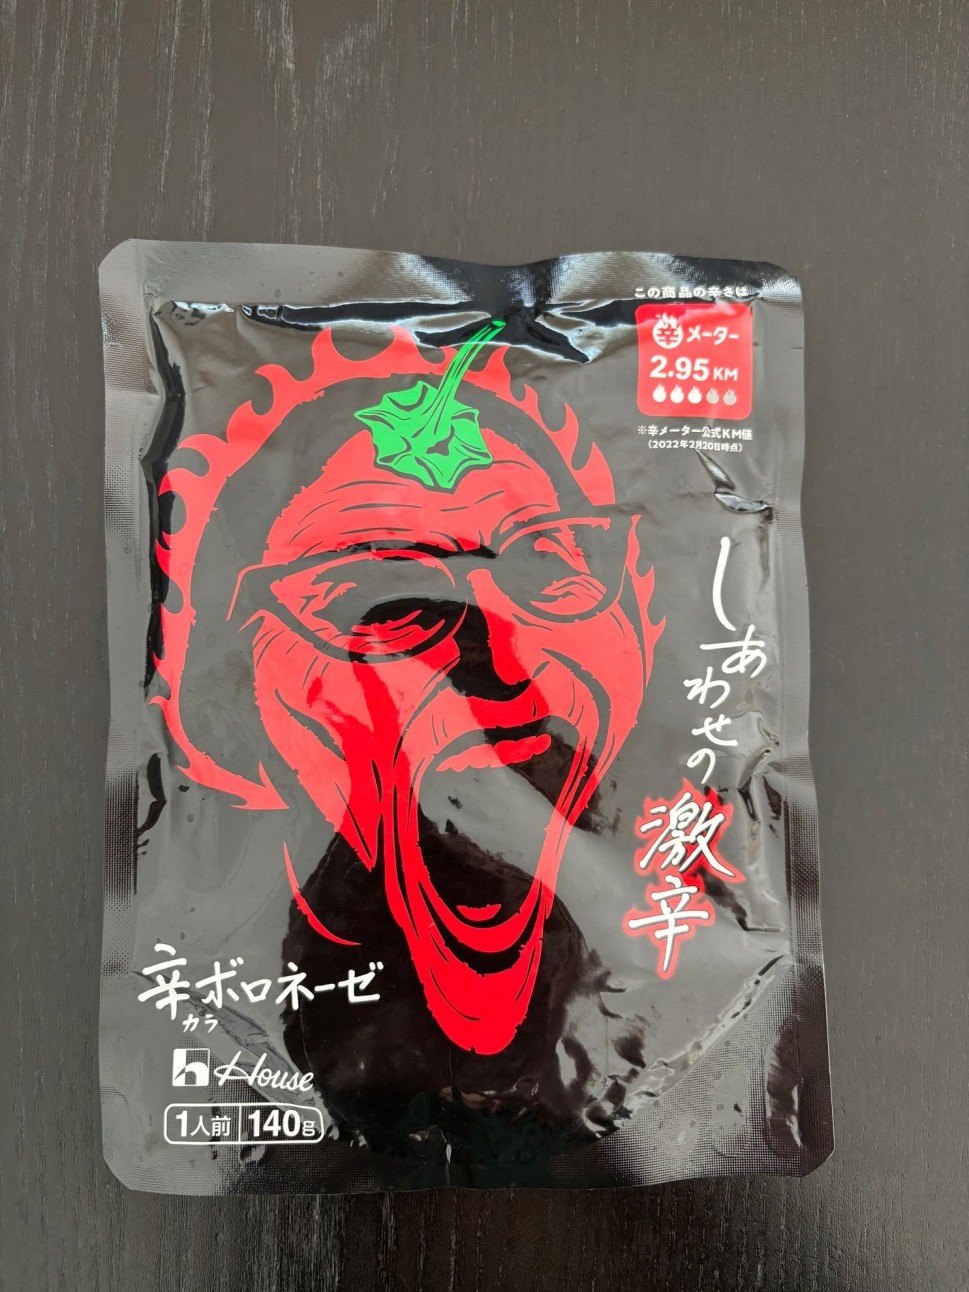 この商品の辛さは
辛メーター
2.95 KM
※辛メーター公式KM値
(2022年2月20日時点)
しあわせの激辛
辛ボロネーゼ
カラ
House
1人前 140g